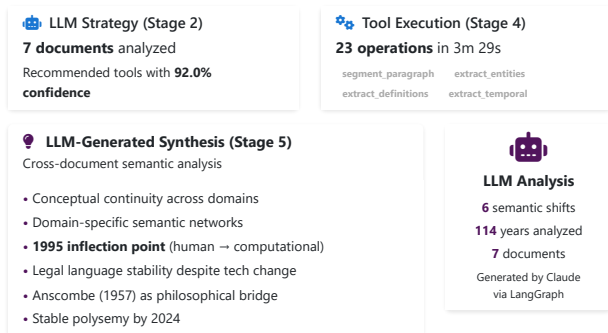 LLM Strategy (Stage 2)
7 documents analyzed
Recommended tools with 92.0%
confidence
Tool Execution (Stage 4)
23 operations in 3m 29s
segment_paragraph extract_entities
extract_definitions extract_temporal
LLM-Generated Synthesis (Stage 5)
Cross-document semantic analysis
• Conceptual continuity across domains
• Domain-specific semantic networks
• 1995 inflection point (human → computational)
• Legal language stability despite tech change
• Anscombe (1957) as philosophical bridge
• Stable polysemy by 2024
LLM Analysis
6 semantic shifts
114 years analyzed
7 documents
Generated by Claude
via LangGraph